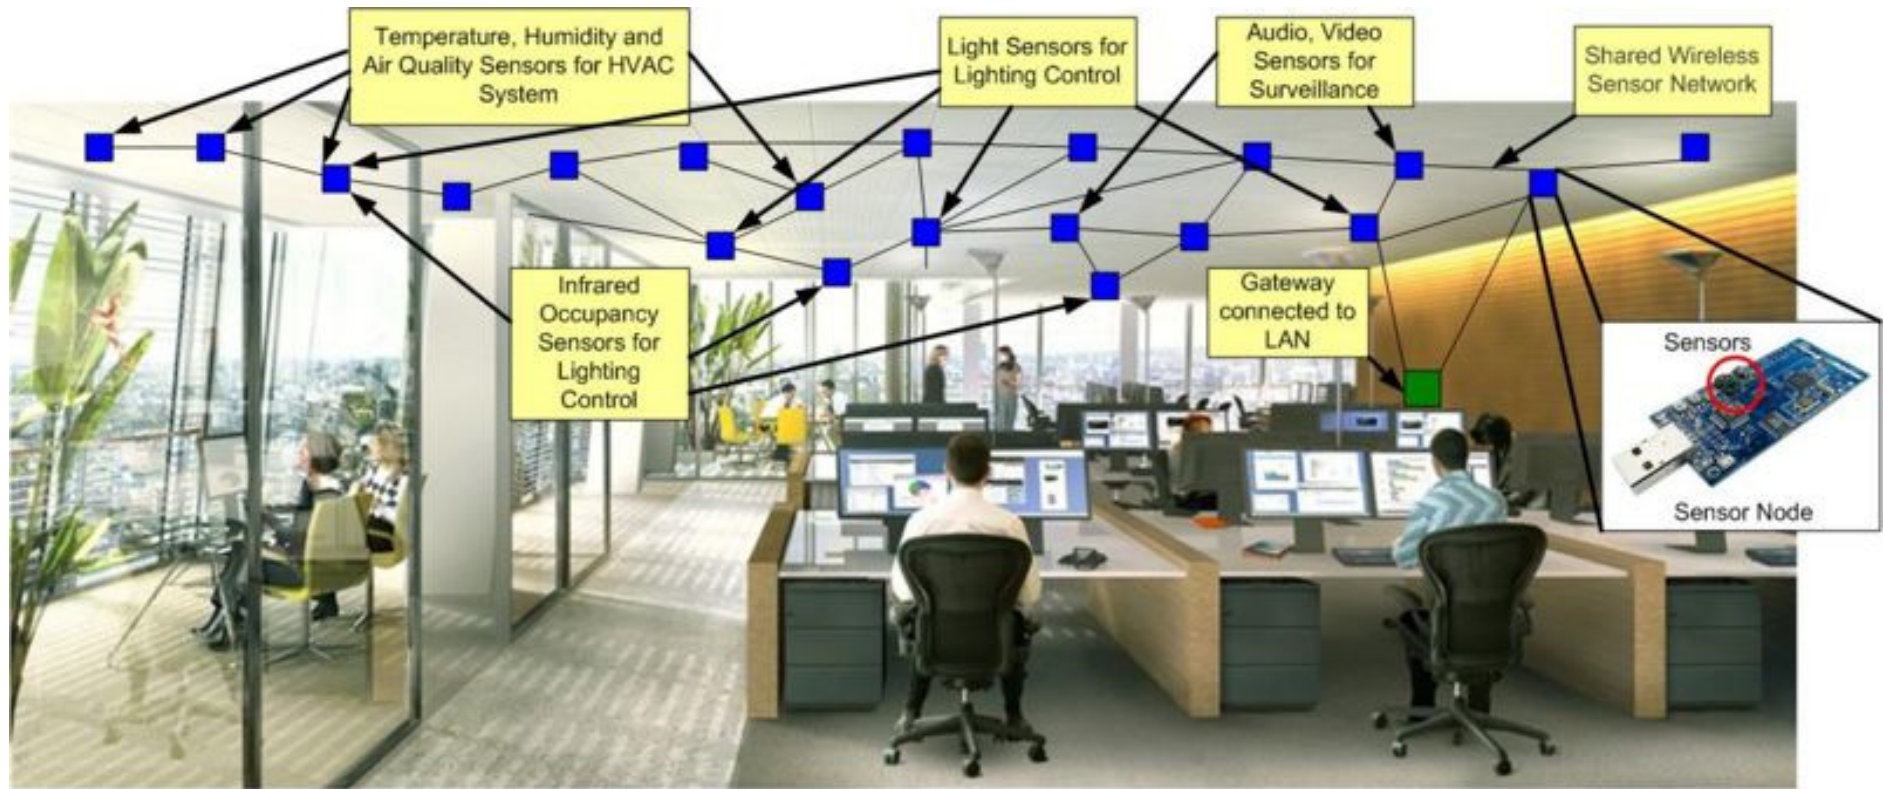 Temperature, Humidity and
Air Quality Sensors for HVAC
System
Light Sensors for
Lighting Control
Audio, Video
Sensors for
Surveillance
Shared Wireless
Sensor Network
Infrared
Occupancy
Sensors for
Lighting
Control
Gateway
connected to
LAN
Sensors
Sensor Node